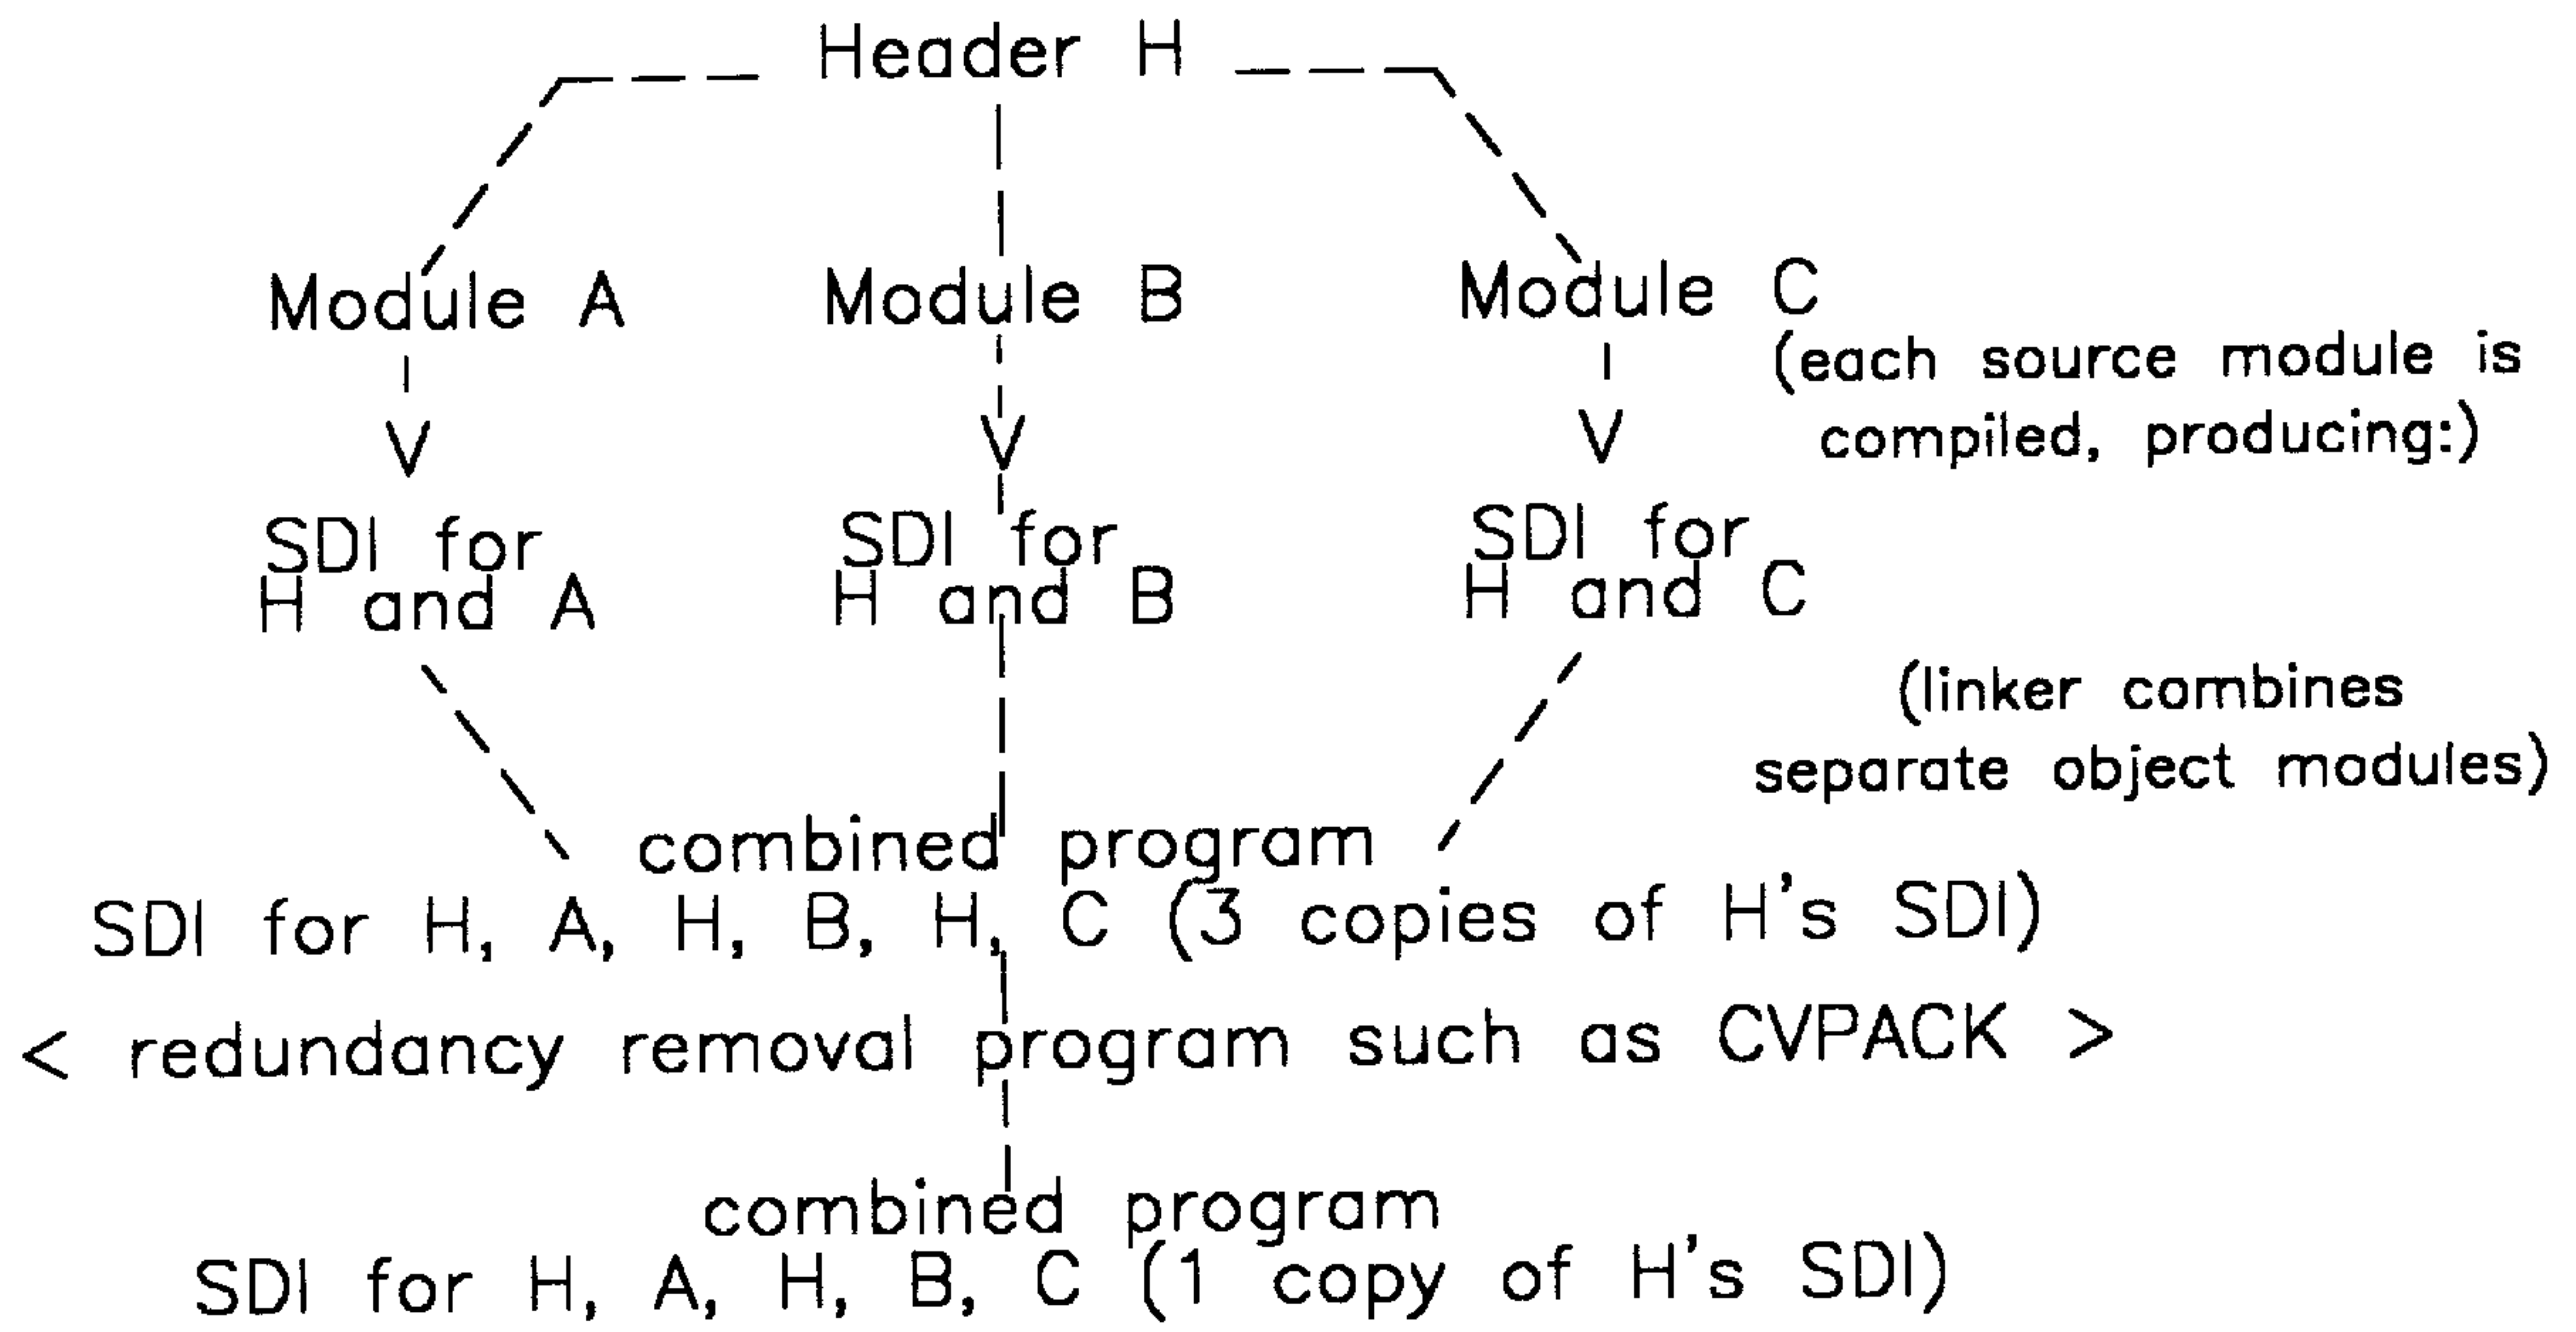 Header H
Module A
Module B
Module C
(each source module is
compiled, producing:)
V
V
V
SDI for
H and A
SDI for
H and B
SDI for
H and C
(linker combines
separate object modules)
combined program
SDI for H, A, H, B, H, C (3 copies of H's SDI)
< redundancy removal program such as CVPACK >
combined program
SDI for H, A, H, B, C (1 copy of H's SDI)